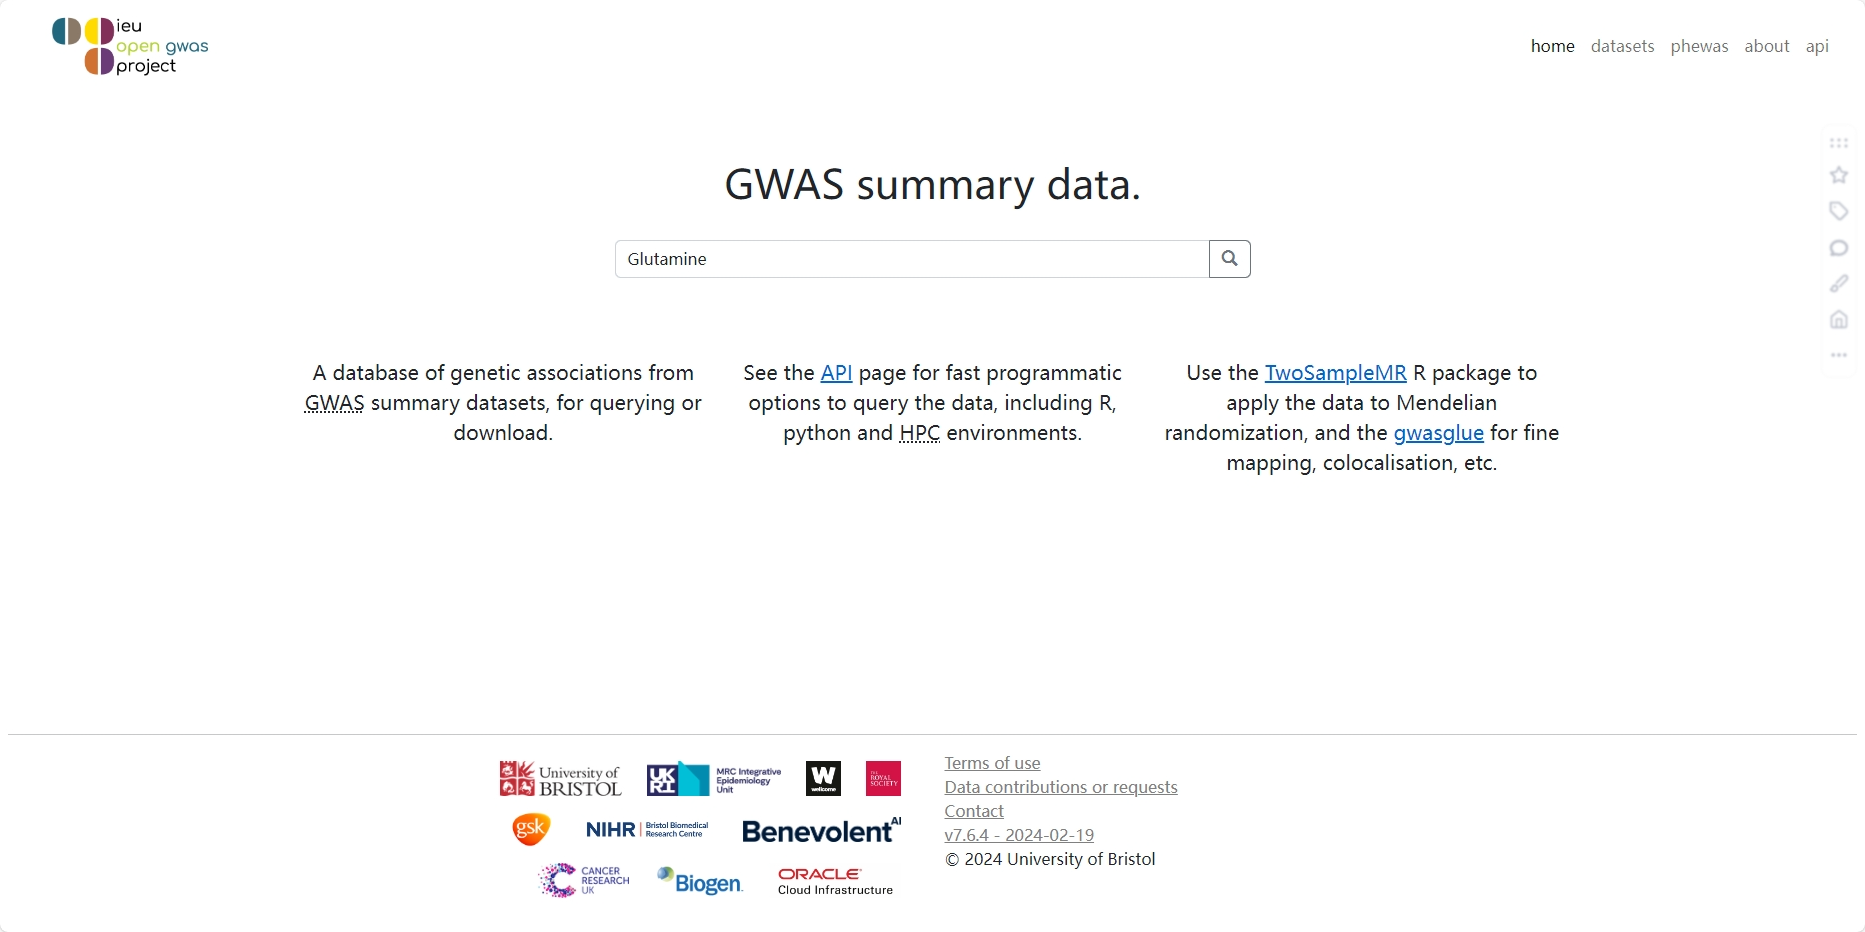 ieu
open gwas
project
home datasets phewas about api
GWAS summary data.
Glutamine
A database of genetic associations from
GWAS summary datasets, for querying or
download.
See the API page for fast programmatic
options to query the data, including R,
python and HPC environments.
Use the TwoSampleMR R package to
apply the data to Mendelian
randomization, and the gwasglue for fine
mapping, colocalisation, etc.
University of
BRISTOL
UK
RI
MRC Integrative
Epidemiology
Unit
W
wellcome
THE
ROYAL
SOCIETY
gsk
NIHR | Bristol Biomedical
Research Centre
Benevolent AI
CANCER
RESEARCH
UK
Biogen.
ORACLE
Cloud Infrastructure
Terms of use
Data contributions or requests
Contact
v7.6.4 - 2024-02-19
© 2024 University of Bristol